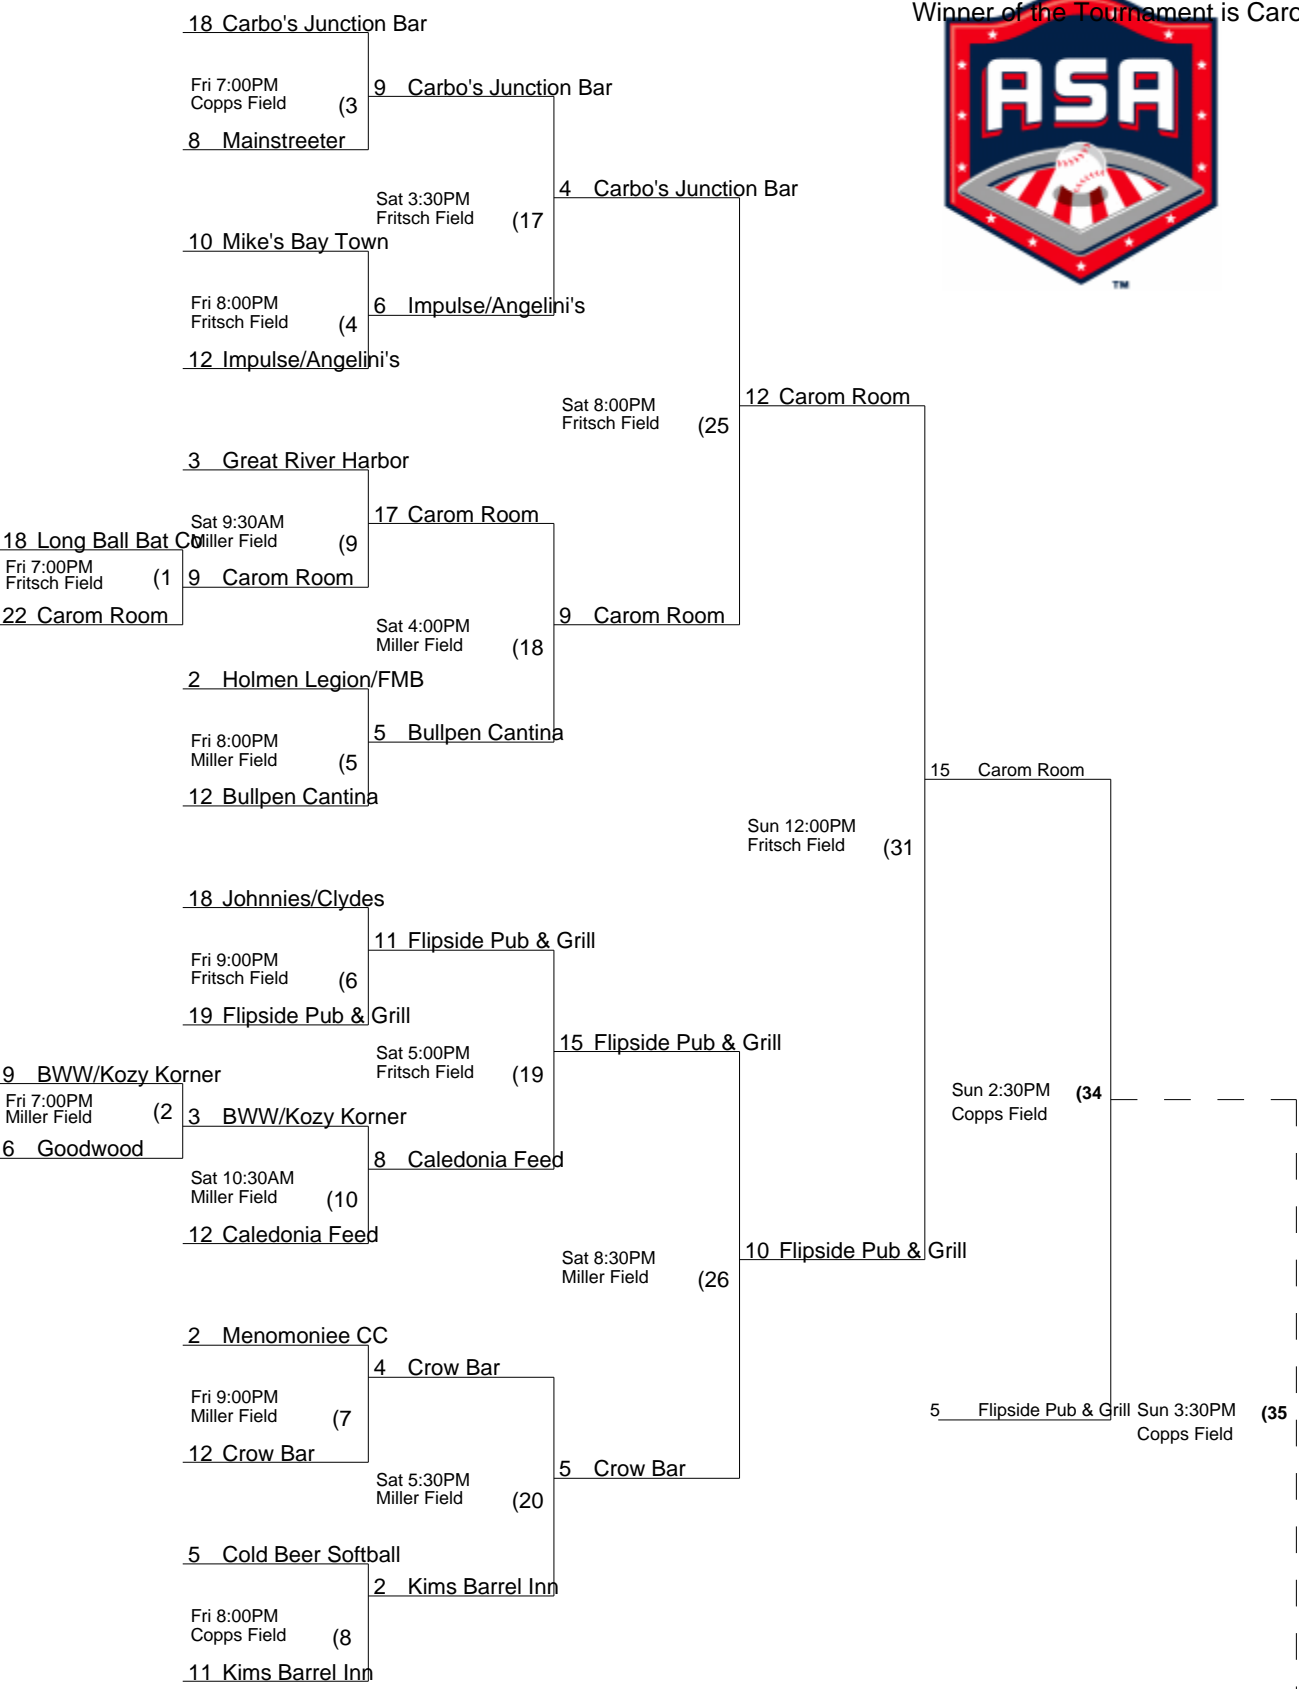 Winner of the Tournament is Caro
ASA
TM
18 Carbo's Junction Bar
Fri 7:00PM
Copps Field (3
8 Mainstreeter
9 Carbo's Junction Bar
Sat 3:30PM
Fritsch Field (17
4 Carbo's Junction Bar
10 Mike's Bay Town
Fri 8:00PM
Fritsch Field (4
6 Impulse/Angelini's
12 Impulse/Angelini's
Sat 8:00PM
Fritsch Field (25
12 Carom Room
3 Great River Harbor
Sat 9:30AM
Miller Field (9
17 Carom Room
18 Long Ball Bat Co
Fri 7:00PM
Fritsch Field (1
9 Carom Room
22 Carom Room
Sat 4:00PM
Miller Field (18
9 Carom Room
2 Holmen Legion/FMB
Fri 8:00PM
Miller Field (5
5 Bullpen Cantina
12 Bullpen Cantina
15 Carom Room
Sun 12:00PM
Fritsch Field (31
18 Johnnies/Clydes
11 Flipside Pub & Grill
Fri 9:00PM
Fritsch Field (6
19 Flipside Pub & Grill
15 Flipside Pub & Grill
Sat 5:00PM
Fritsch Field (19
9 BWW/Kozy Korner
Fri 7:00PM
Miller Field (2
3 BWW/Kozy Korner
6 Goodwood
8 Caledonia Feed
Sat 10:30AM
Miller Field (10
12 Caledonia Feed
Sun 2:30PM (34
Copps Field
Sat 8:30PM
Miller Field (26
10 Flipside Pub & Grill
2 Menomoniee CC
4 Crow Bar
Fri 9:00PM
Miller Field (7
12 Crow Bar
5 Flipside Pub & Grill
Sun 3:30PM (35
Copps Field
Sat 5:30PM
Miller Field (20
5 Crow Bar
5 Cold Beer Softball
2 Kims Barrel Inn
Fri 8:00PM
Copps Field (8
11 Kims Barrel Inn